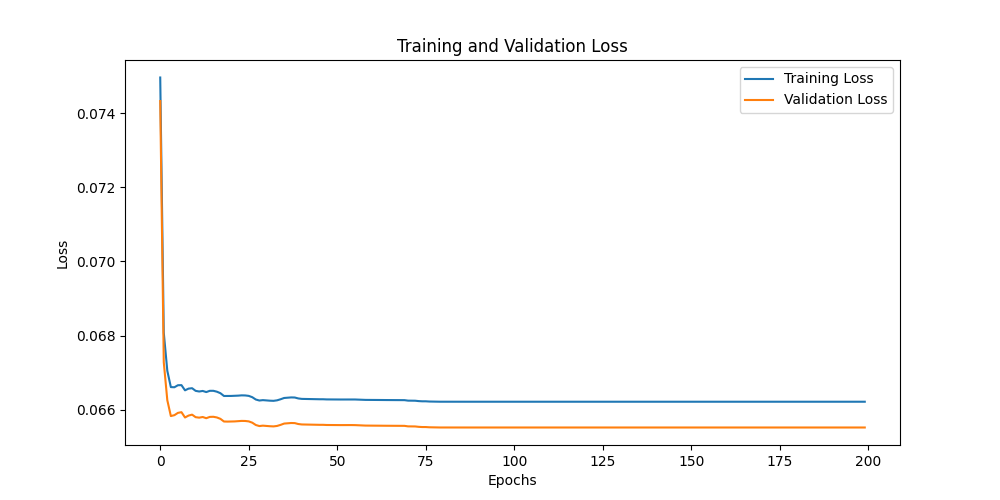 Training and Validation Loss
Training Loss
Validation Loss
0.074
0.072
0.070
0.068
0.066
Loss
0 25 50 75 100 125 150 175 200
Epochs